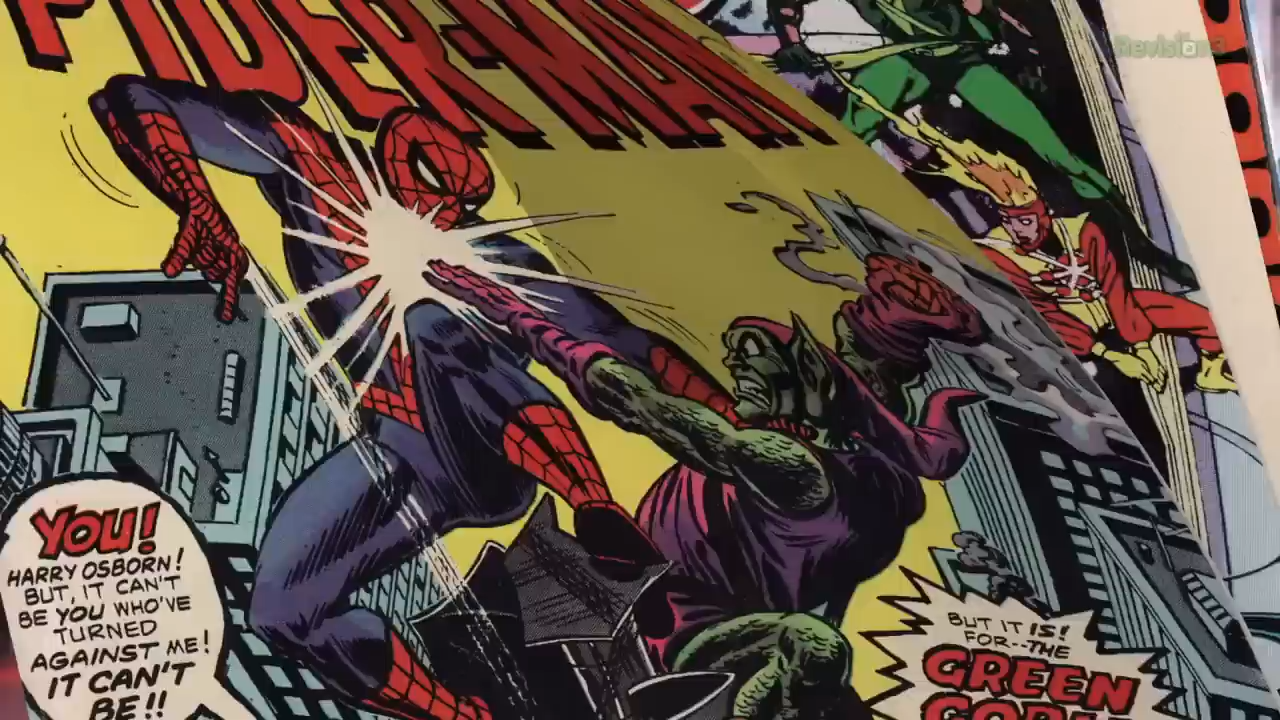 PIDER-MAN
Revision3
YOU!
HARRY OSBORN!
BUT, IT CAN'T
BE YOU WHO'VE
TURNED
AGAINST ME!
IT CAN'T
BE!!
BUT IT IS!
FOR--THE
GREEN